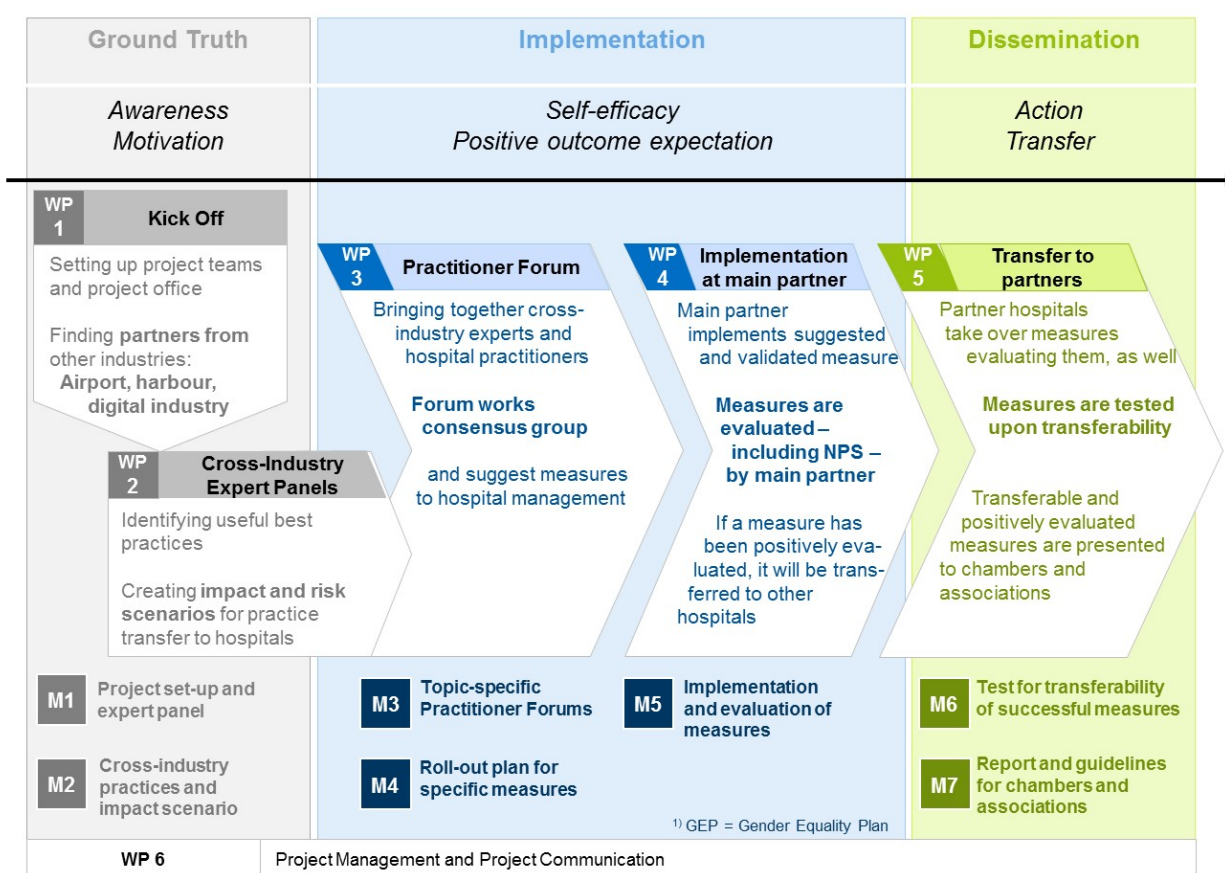 Ground Truth
Implementation
Dissemination
Awareness
Motivation
Self-efficacy
Positive outcome expectation
Action
Transfer
WP
1
Kick Off
Setting up project teams
and project office
Finding partners from
other industries:
Airport, harbour,
digital industry
WP
2
Cross-Industry
Expert Panels
Identifying useful best
practices
Creating impact and risk
scenarios for practice
transfer to hospitals
WP
3
Practitioner Forum
Bringing together cross-
industry experts and
hospital practitioners
Forum works
consensus group
and suggest measures
to hospital management
WP
4
Implementation
at main partner
Main partner
implements suggested
and validated measure
Measures are
evaluated –
including NPS –
by main partner
If a measure has
been positively eva-
luated, it will be trans-
ferred to other
hospitals
WP
5
Transfer to
partners
Partner hospitals
take over measures
evaluating them, as well
Measures are tested
upon transferability
Transferable and
positively evaluated
measures are presented
to chambers and
associations
M1
Project set-up and
expert panel
M2
Cross-industry
practices and
impact scenario
M3
Topic-specific
Practitioner Forums
M4
Roll-out plan for
specific measures
M5
Implementation
and evaluation of
measures
M6
Test for transferability
of successful measures
M7
Report and guidelines
for chambers and
associations
1) GEP = Gender Equality Plan
WP 6 Project Management and Project Communication